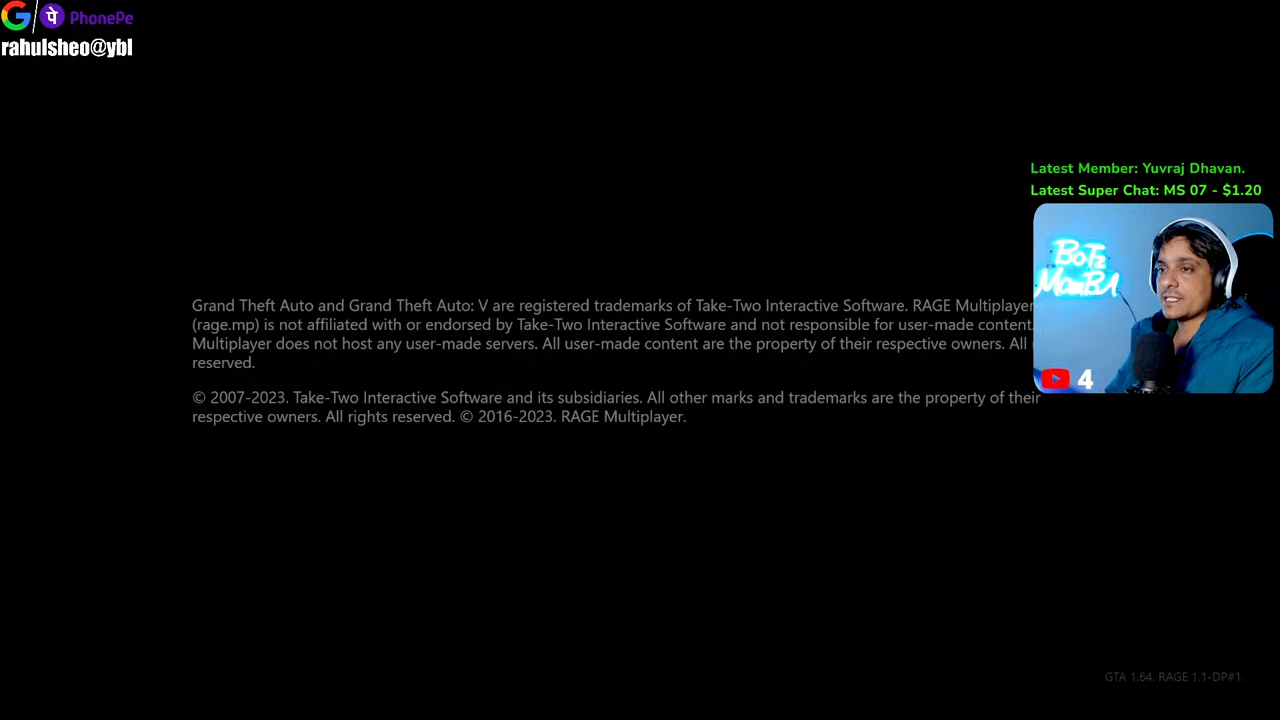 G पे PhonePe
rahulsheo@ybl
Latest Member: Yuvraj Dhavan.
Latest Super Chat: MS 07 - $1.20
BoTz
MamBA
Grand Theft Auto and Grand Theft Auto: V are registered trademarks of Take-Two Interactive Software. RAGE Multiplayer
(rage.mp) is not affiliated with or endorsed by Take-Two Interactive Software and not responsible for user-made content.
Multiplayer does not host any user-made servers. All user-made content are the property of their respective owners. All
reserved.
© 2007-2023. Take-Two Interactive Software and its subsidiaries. All other marks and trademarks are the property of their
respective owners. All rights reserved. © 2016-2023. RAGE Multiplayer.
4
GTA 1.64. RAGE 1.1-DP#1.